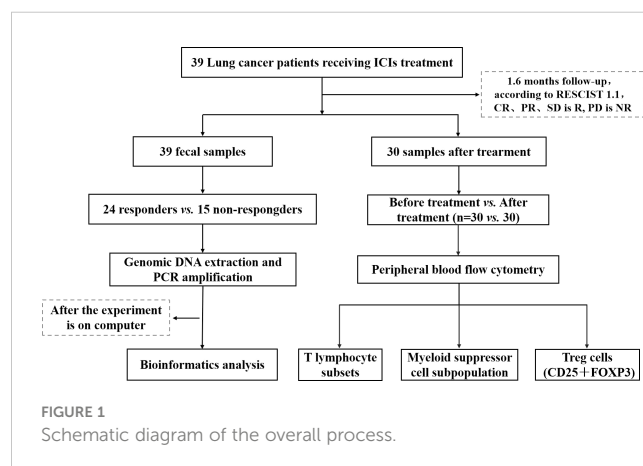 39 Lung cancer patients receiving ICIs treatment
1.6 months follow-up,
according to RESCIST 1.1,
CR、PR、SD is R, PD is NR
39 fecal samples
30 samples after trearment
24 responders vs. 15 non-respongders
Before treatment vs. After
treatment (n=30 vs. 30)
Genomic DNA extraction and
PCR amplification
Peripheral blood flow cytometry
After the experiment
is on computer
Bioinformatics analysis
T lymphocyte
subsets
Myeloid suppressor
cell subpopulation
Treg cells
(CD25+FOXP3)
FIGURE 1
Schematic diagram of the overall process.